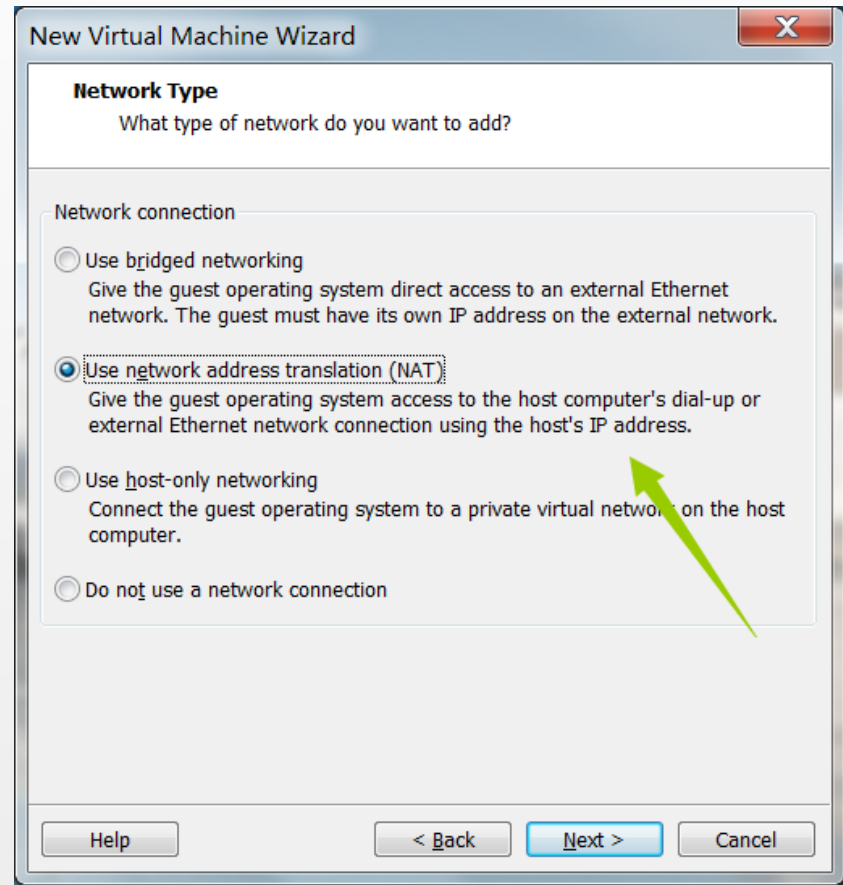 New Virtual Machine Wizard
Network Type
What type of network do you want to add?
Network connection
Use bridged networking
Give the guest operating system direct access to an external Ethernet
network. The guest must have its own IP address on the external network.
Use network address translation (NAT)
Give the guest operating system access to the host computer's dial-up or
external Ethernet network connection using the host's IP address.
Use host-only networking
Connect the guest operating system to a private virtual network on the host
computer.
Do not use a network connection
Help < Back Next > Cancel